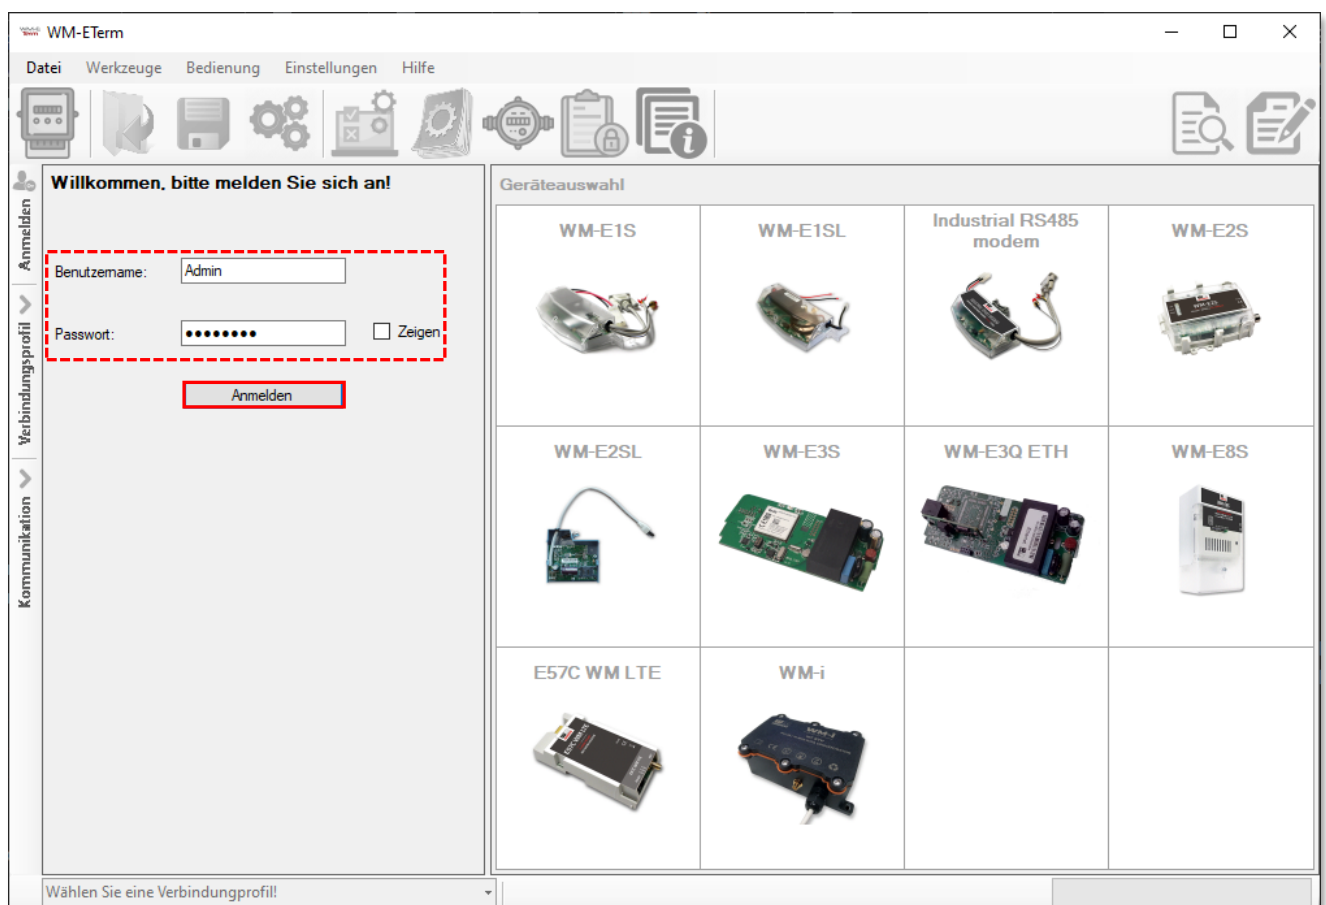 WM-ETerm
Datei Werkzeuge Bedienung Einstellungen Hilfe
Anmelden
Verbindungsprofil
Kommunikation
Willkommen, bitte melden Sie sich an!
Benutzername: Admin
Passwort: ●●●●●●●● Zeigen
Anmelden
Geräteauswahl
WM-E1S
WM-E1SL
Industrial RS485
modem
WM-E2S
WM-E2SL
WM-E3S
WM-E3Q ETH
WM-E8S
E57C WM LTE
WM-i
Wählen Sie eine Verbindungprofil!